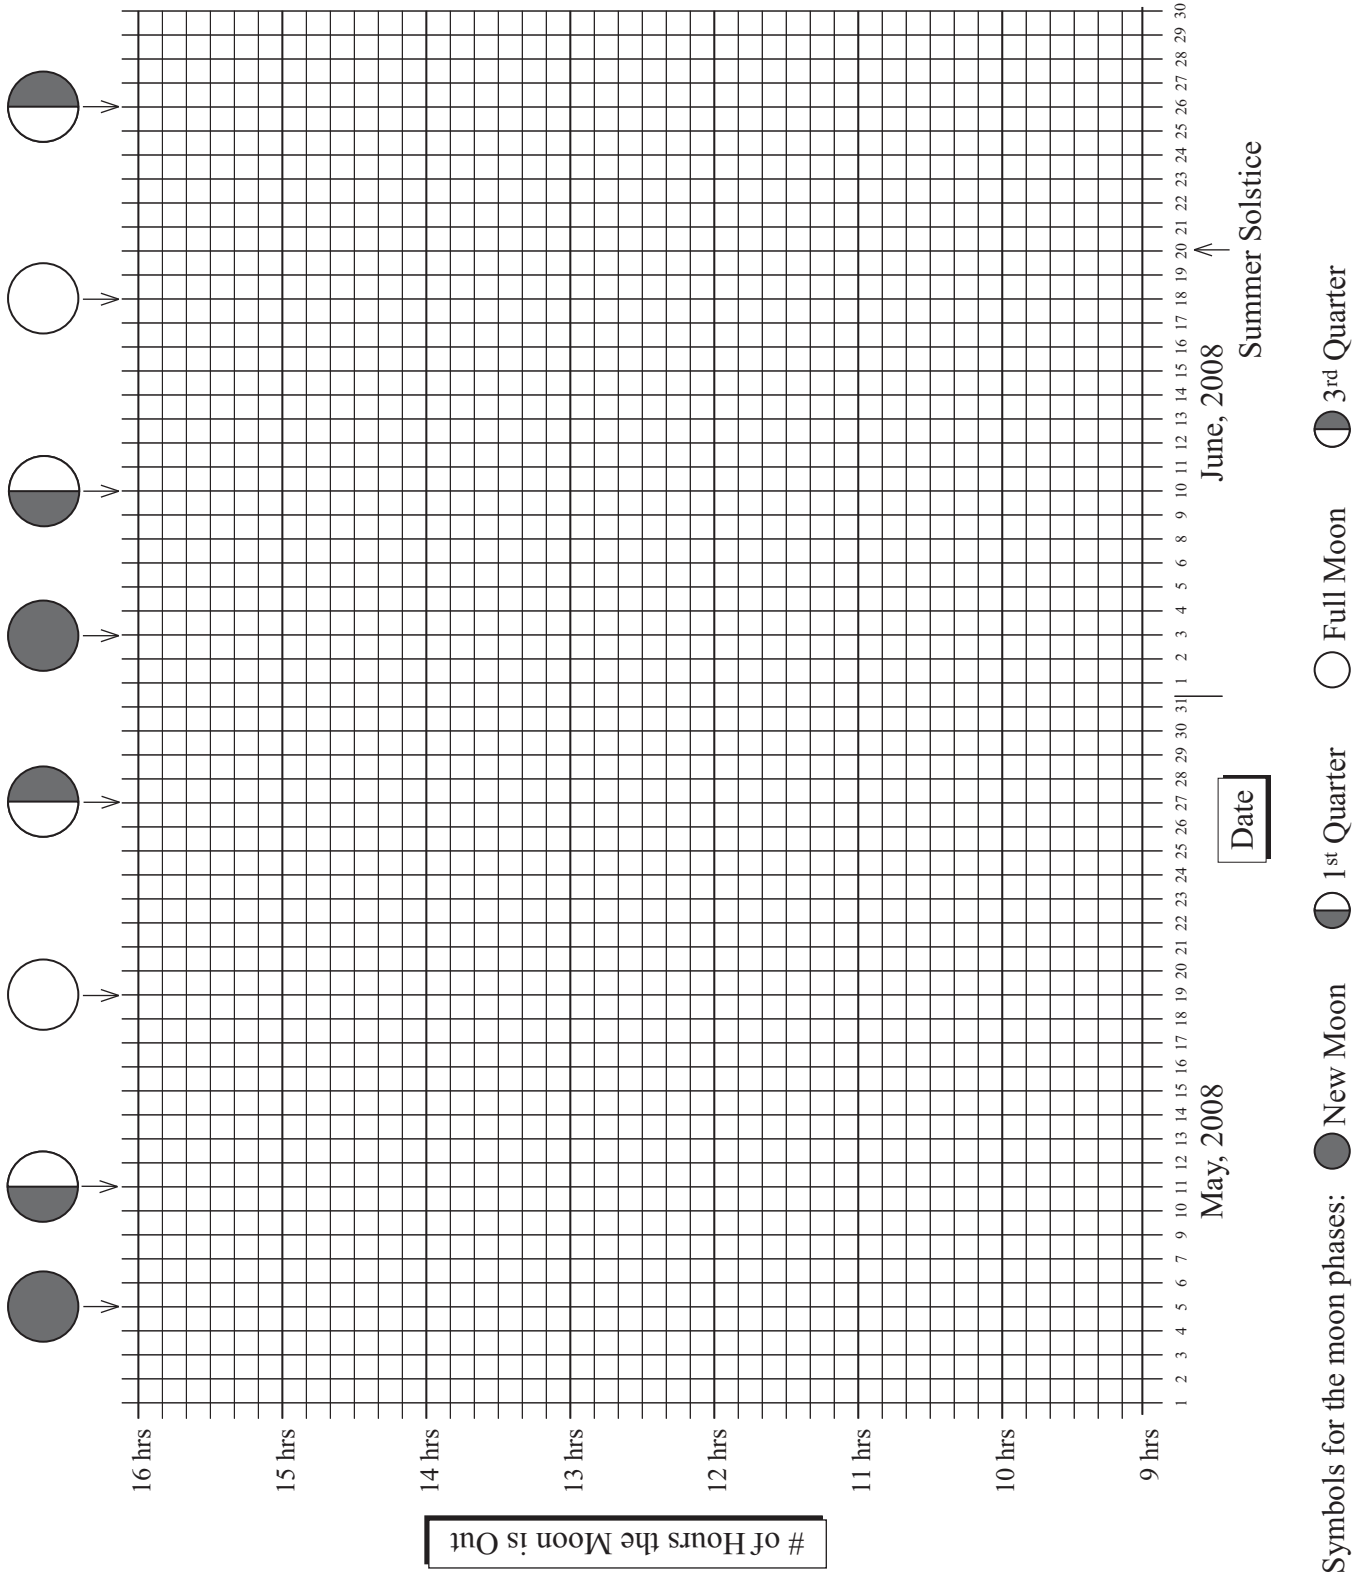 # of Hours the Moon is Out
16 hrs
15 hrs
14 hrs
13 hrs
12 hrs
11 hrs
10 hrs
9 hrs
1 2 3 4 5 6 7 9 10 11 12 13 14 15 16 17 18 19 20 21 22 23 24 25 26 27 28 29 30 31 1 2 3 4 5 6 8 9 10 11 12 13 14 15 16 17 18 19 20 21 22 23 24 25 26 27 28 29 30
May, 2008 June, 2008
Date
Summer Solstice
Symbols for the moon phases: New Moon 1st Quarter Full Moon 3rd Quarter